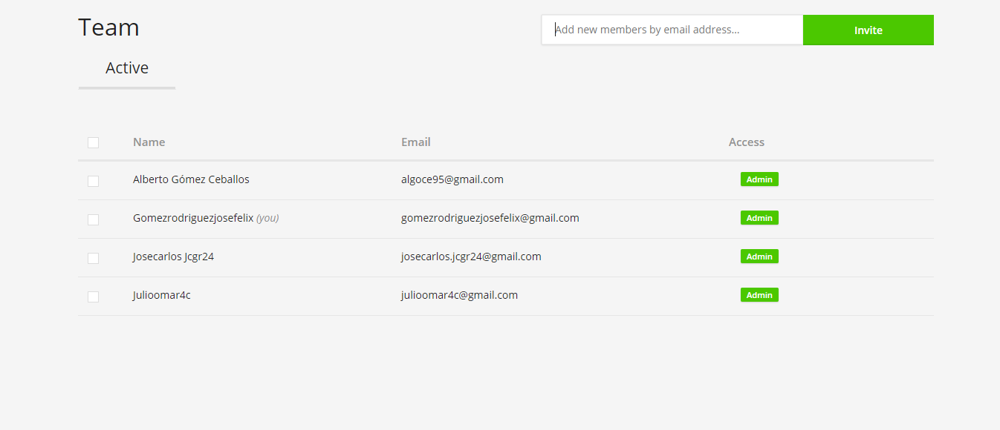 Team
Add new members by email address...
Invite
Active
Name Email Access
Alberto Gómez Ceballos algoce95@gmail.com Admin
Gomezrodriguezjosefelix (you) gomezrodriguezjosefelix@gmail.com Admin
Josecarlos Jcgr24 josecarlos.jcgr24@gmail.com Admin
Julioomar4c julioomar4c@gmail.com Admin